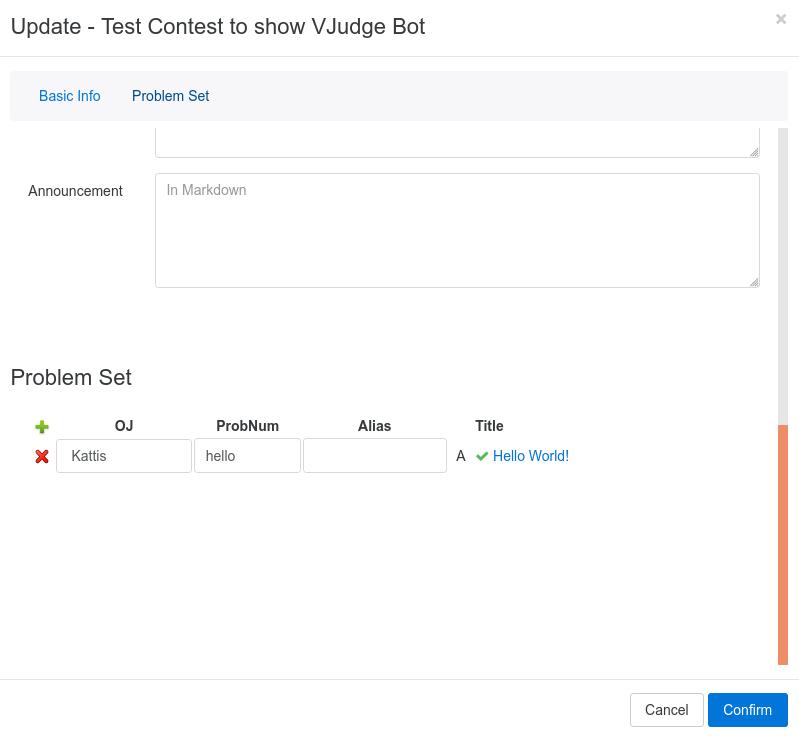 Update - Test Contest to show VJudge Bot
×
Basic Info Problem Set
Announcement
In Markdown
Problem Set
OJ ProbNum Alias Title
Kattis hello A Hello World!
Cancel Confirm